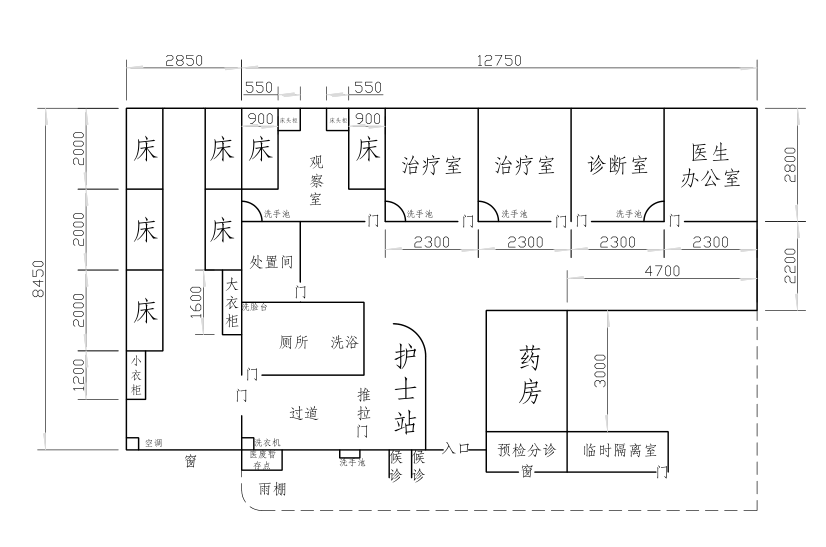 2850
12750
550
550
900
床头柜
床头柜
900
床
床
床
床
观
察
室
治疗室
治疗室
诊断室
医生
办公室
2000
2800
洗手池
门
洗手池
门
洗手池
门
门
洗手池
门
床
床
2000
2300
2300
2300
2300
8450
处置间
4700
2200
门
大
衣
柜
1600
洗脸台
床
2000
厕所
洗浴
护
士
站
药
房
3000
小
衣
柜
1200
门
门
过道
推
拉
门
空调
洗衣机
医废暂
存点
窗
洗手池
候
诊
候
诊
入口
预检分诊
临时隔离室
窗
门
雨棚